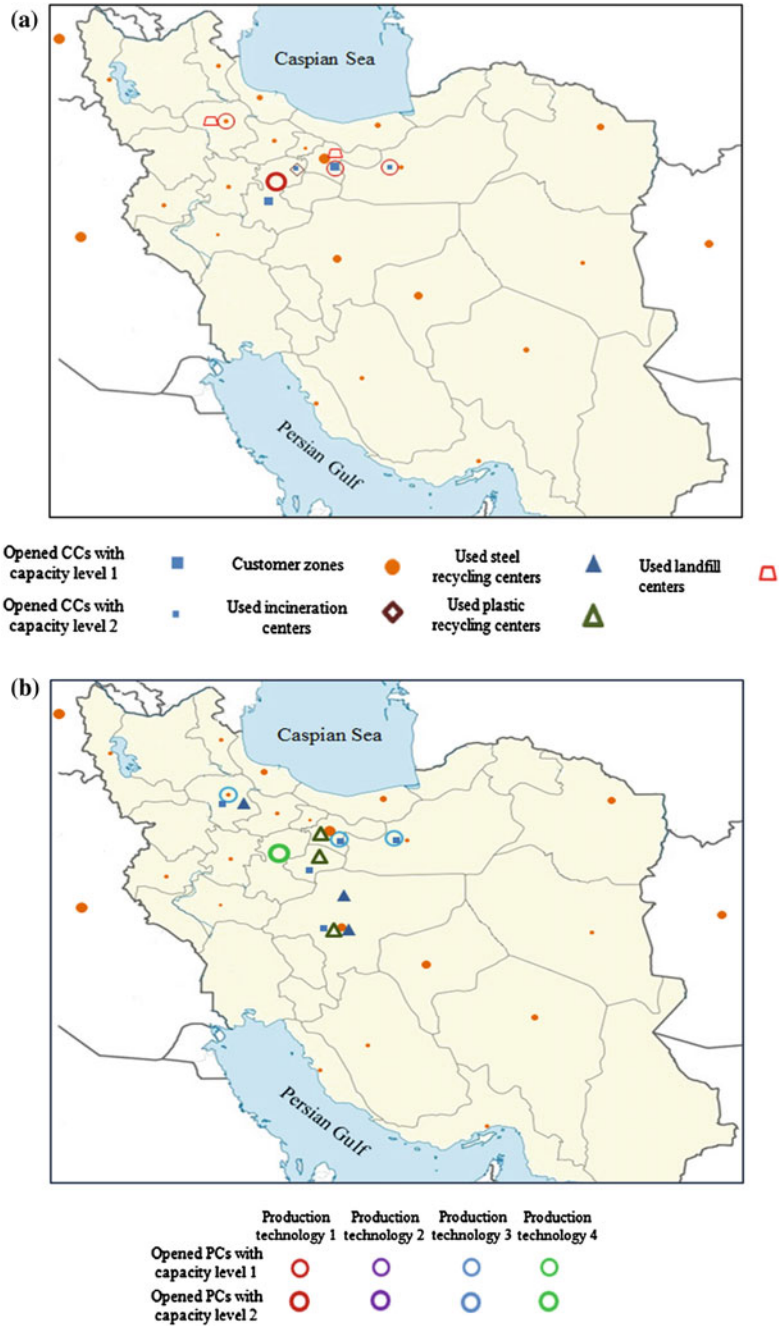 (a)
Caspian Sea
Persian Gulf
Opened CCs with
capacity level 1
Customer zones
Used steel
recycling centers
Used landfill
centers
Opened CCs with
capacity level 2
Used incineration
centers
Used plastic
recycling centers
(b)
Caspian Sea
Persian Gulf
Production
technology 1
Production
technology 2
Production
technology 3
Production
technology 4
Opened PCs with
capacity level 1
Opened PCs with
capacity level 2